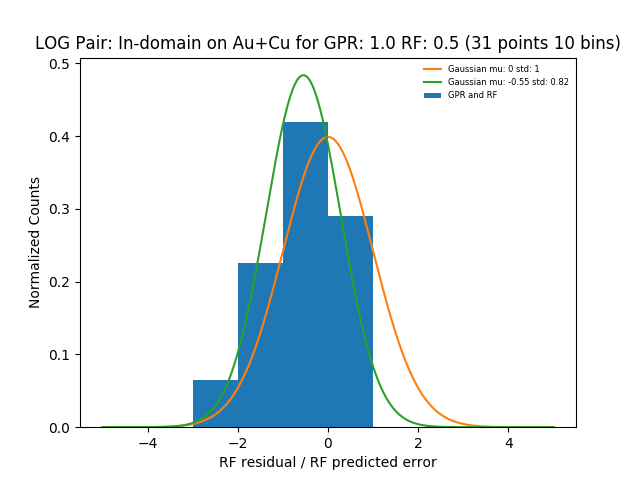 LOG Pair: In-domain on Au+Cu for GPR: 1.0 RF: 0.5 (31 points 10 bins)
Gaussian mu: 0 std: 1
Gaussian mu: -0.55 std: 0.82
GPR and RF
Normalized Counts
0.5
0.4
0.3
0.2
0.1
0.0
−4
−2
0
2
4
RF residual / RF predicted error